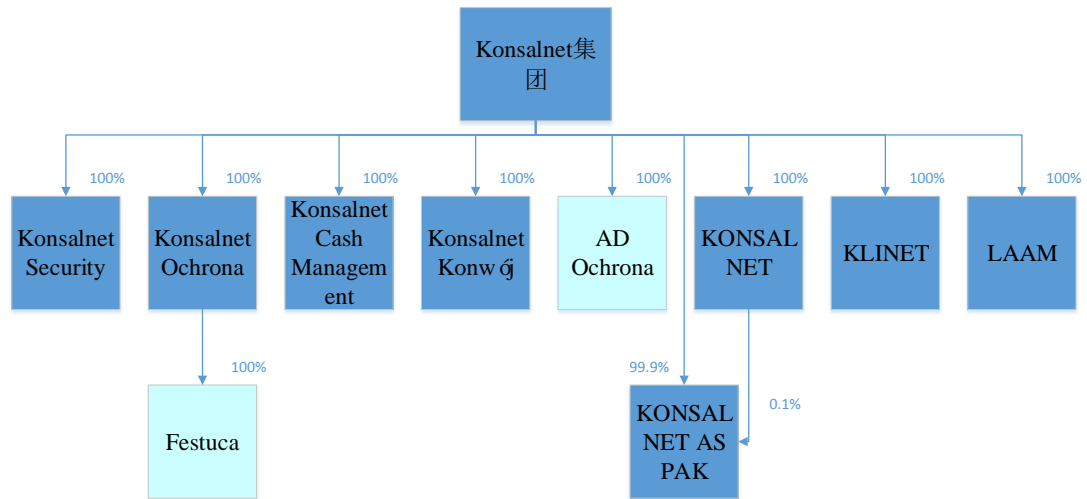 Konsalnet集
团
100%
100%
100%
100%
100%
100%
100%
100%
Konsalnet
Security
Konsalnet
Ochrona
Konsalnet
Cash
Managem
ent
Konsalnet
Konwój
AD
Ochrona
KONSAL
NET
KLINET
LAAM
100%
99.9%
0.1%
Festuca
KONSAL
NET AS
PAK